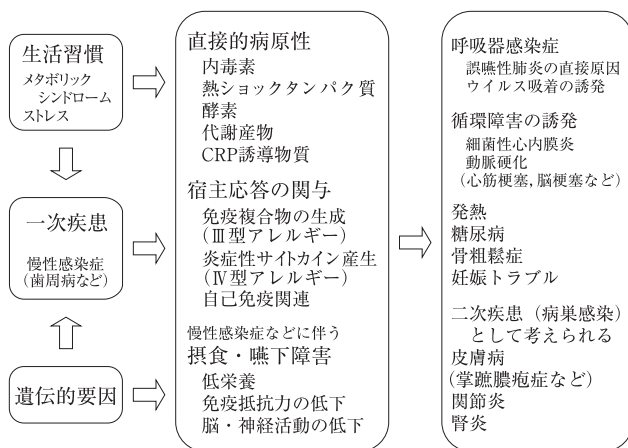 生活習慣
メタボリック
シンドローム
ストレス
一次疾患
慢性感染症
(歯周病など)
遺伝的要因
直接的病原性
内毒素
熱ショックタンパク質
酵素
代謝産物
CRP誘導物質
宿主応答の関与
免疫複合物の生成
(Ⅲ型アレルギー)
炎症性サイトカイン産生
(Ⅳ型アレルギー)
自己免疫関連
慢性感染症などに伴う
摂食・嚥下障害
低栄養
免疫抵抗力の低下
脳・神経活動の低下
呼吸器感染症
誤嚥性肺炎の直接原因
ウイルス吸着の誘発
循環障害の誘発
細菌性心内膜炎
動脈硬化
(心筋梗塞,脳梗塞など)
発熱
糖尿病
骨粗鬆症
妊娠トラブル
二次疾患(病巣感染)
として考えられる
皮膚病
(掌蹠膿疱症など)
関節炎
腎炎